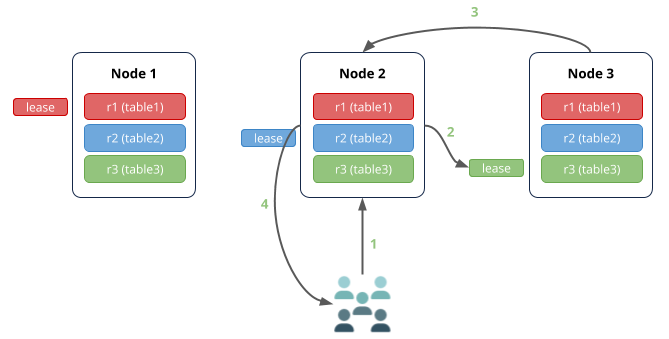 3
Node 1
Node 2
Node 3
lease
r1 (table1)
r1 (table1)
r1 (table1)
lease
r2 (table2)
r2 (table2)
2
r2 (table2)
r3 (table3)
r3 (table3)
lease
r3 (table3)
4
1